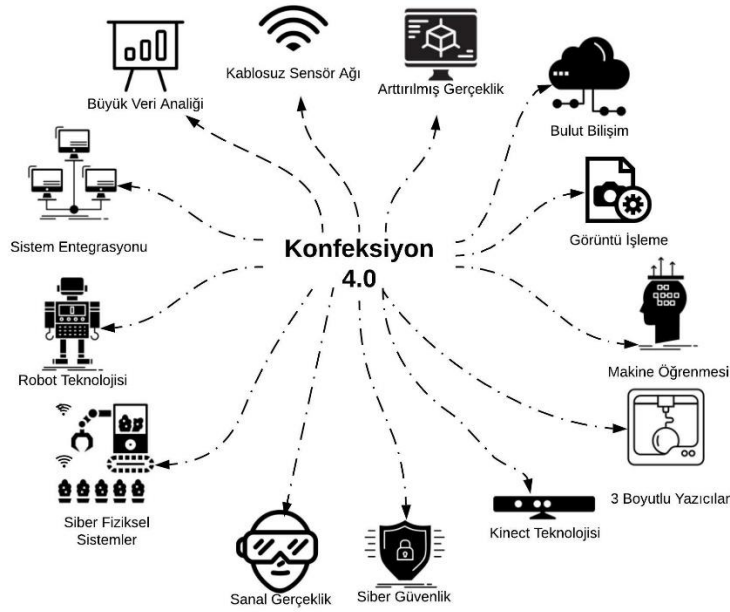 Kablosuz Sensör Ağı
Arttırılmış Gerçeklik
Büyük Veri Analiği
Bulut Bilişim
Sistem Entegrasyonu
Görüntü İşleme
Konfeksiyon
4.0
Robot Teknolojisi
Makine Öğrenmesi
3 Boyutlu Yazıcılar
Siber Fiziksel
Sistemler
Kinect Teknolojisi
Sanal Gerçeklik
Siber Güvenlik